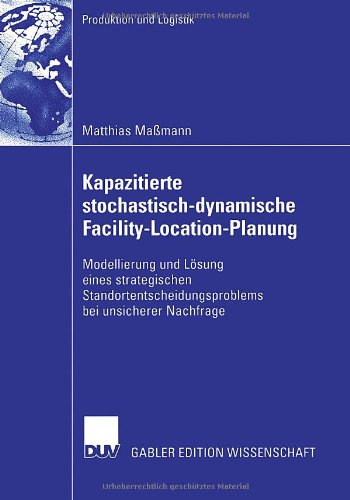 Urheberrechtlich geschütztes Material
Produktion und Logistik
Matthias Maßmann
Kapazitierte
stochastisch-dynamische
Facility-Location-Planung
Modellierung und Lösung
eines strategischen
Standortentscheidungsproblems
bei unsicherer Nachfrage
DUV
GABLER EDITION WISSENSCHAFT
Urheberrechtlich geschütztes Material